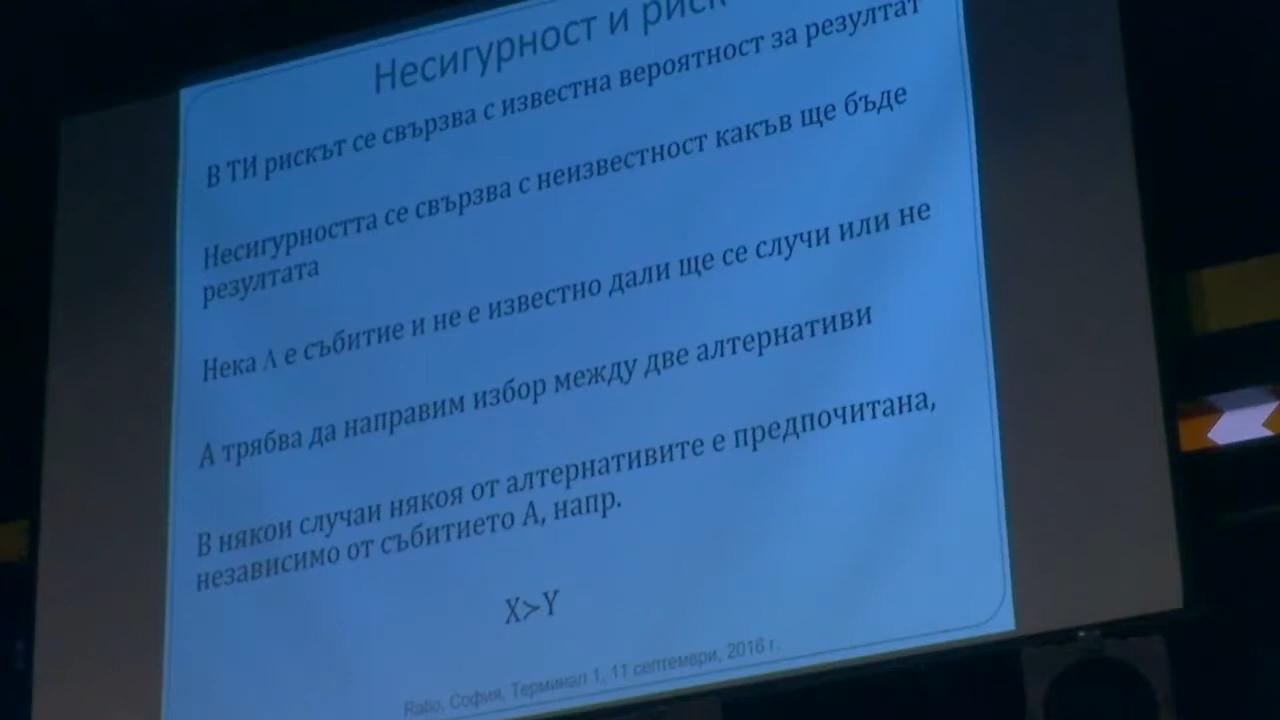 Несигурност и риск
В ТИ рискът се свързва с известна вероятност за резултат
Несигурността се свързва с неизвестност какъв ще бъде
резултата
Нека А е събитие и не е известно дали ще се случи или не
А трябва да направим избор между две алтернативи
В някои случаи някоя от алтернативите е предпочитана,
независимо от събитието А, напр.
X≻Y
Ratio, София, Терминал 1, 11 септември, 2016 г.